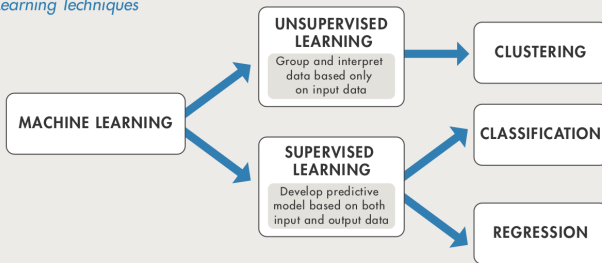 earning Techniques
UNSUPERVISED
LEARNING
Group and interpret
data based only
on input data
CLUSTERING
MACHINE LEARNING
CLASSIFICATION
SUPERVISED
LEARNING
Develop predictive
model based on both
input and output data
REGRESSION